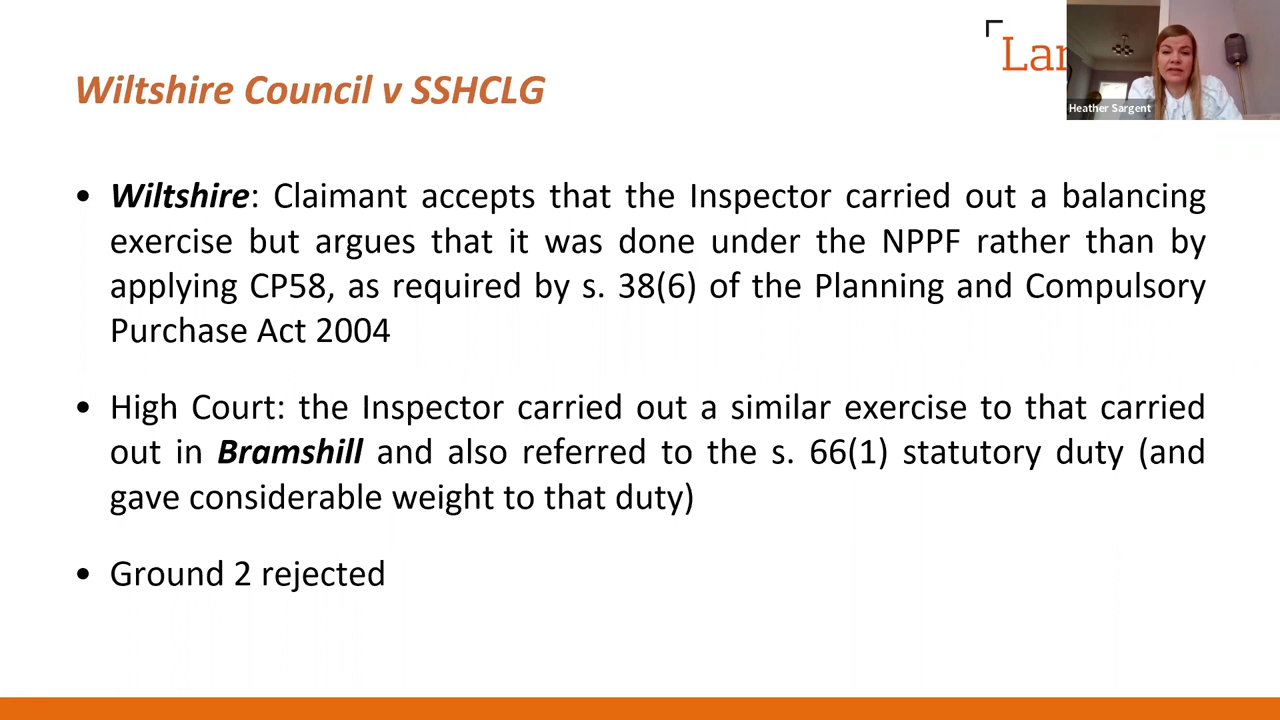 Lan
Heather Sargent
Wiltshire Council v SSHCLG
• Wiltshire: Claimant accepts that the Inspector carried out a balancing
exercise but argues that it was done under the NPPF rather than by
applying CP58, as required by s. 38(6) of the Planning and Compulsory
Purchase Act 2004
• High Court: the Inspector carried out a similar exercise to that carried
out in Bramshill and also referred to the s. 66(1) statutory duty (and
gave considerable weight to that duty)
• Ground 2 rejected